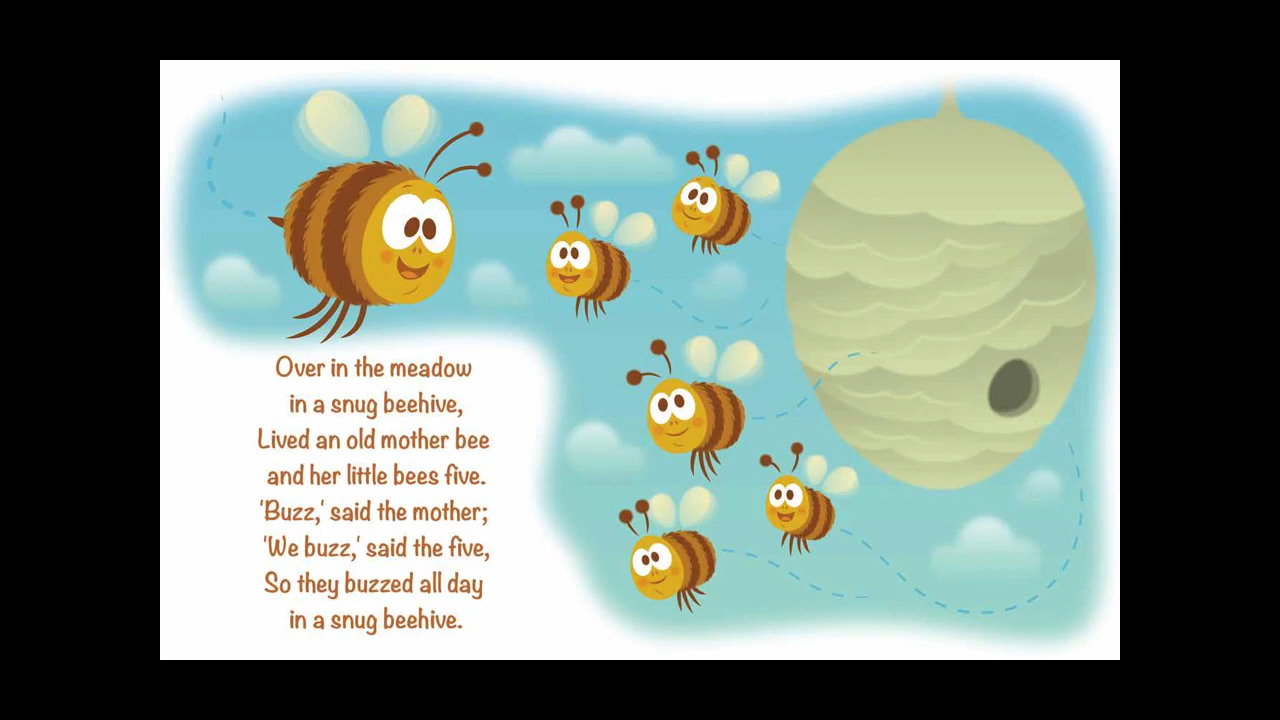 Over in the meadow
in a snug beehive,
Lived an old mother bee
and her little bees five.
'Buzz,' said the mother;
'We buzz,' said the five,
So they buzzed all day
in a snug beehive.